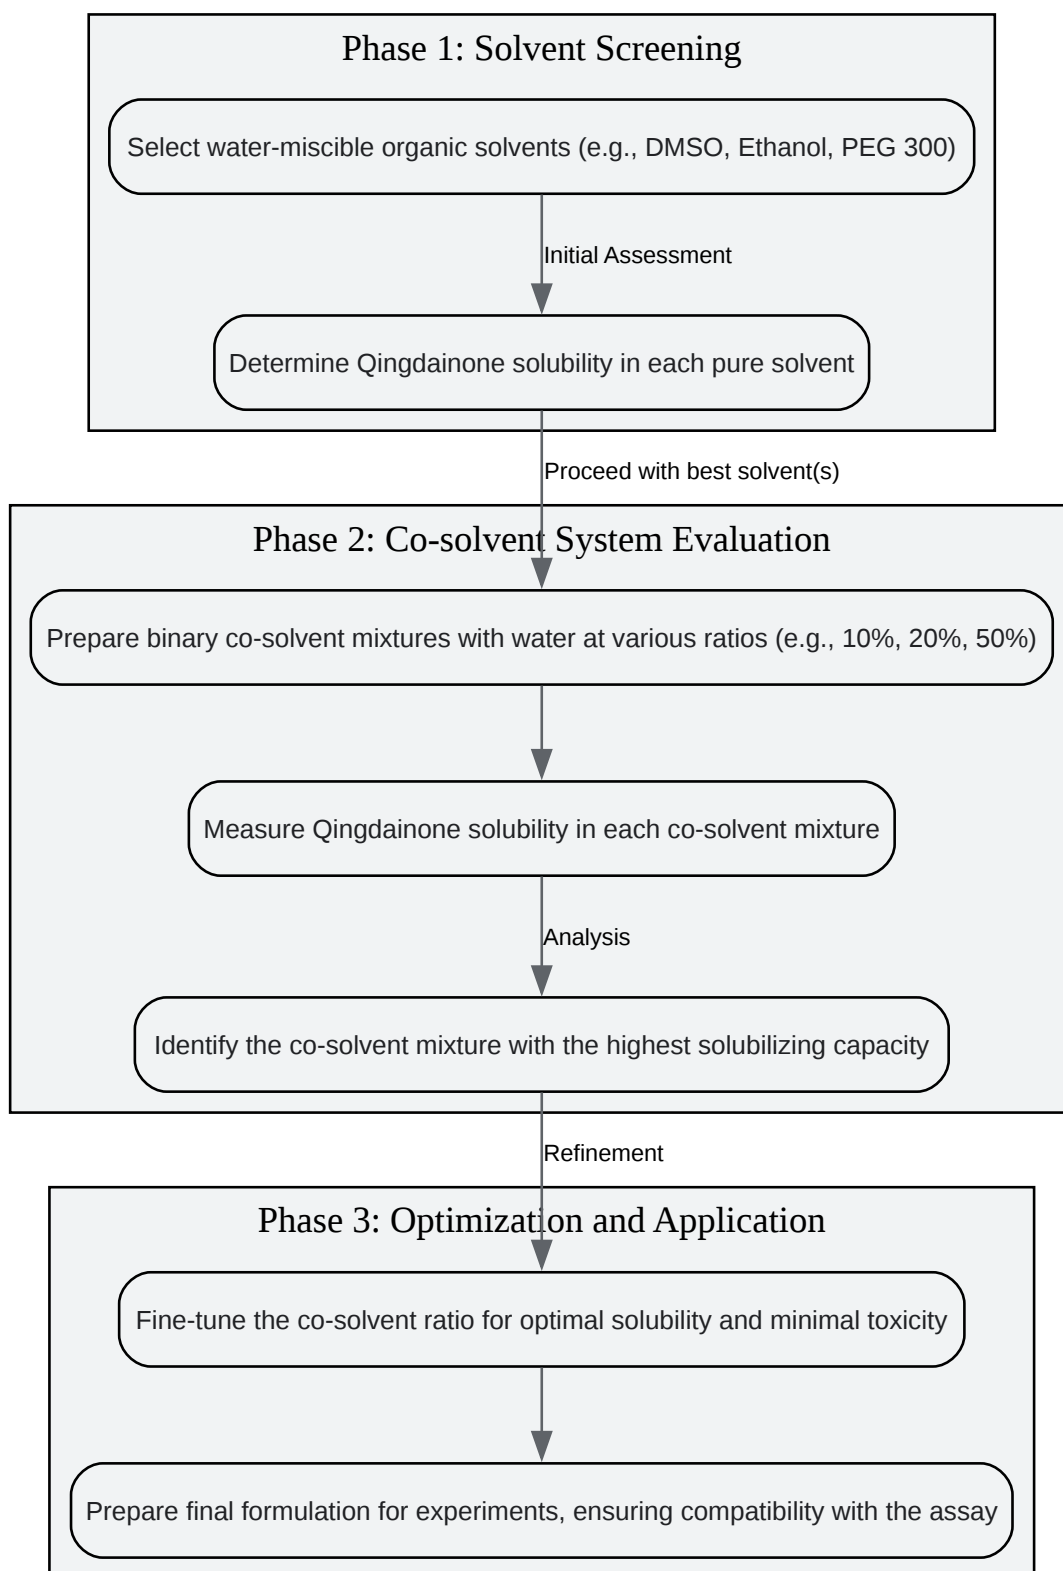 Phase 1: Solvent Screening
Select water-miscible organic solvents (e.g., DMSO, Ethanol, PEG 300)
Initial Assessment
Determine Qingdainone solubility in each pure solvent
Proceed with best solvent(s)
Phase 2: Co-solvent System Evaluation
Prepare binary co-solvent mixtures with water at various ratios (e.g., 10%, 20%, 50%)
Measure Qingdainone solubility in each co-solvent mixture
Analysis
Identify the co-solvent mixture with the highest solubilizing capacity
Refinement
Phase 3: Optimization and Application
Fine-tune the co-solvent ratio for optimal solubility and minimal toxicity
Prepare final formulation for experiments, ensuring compatibility with the assay